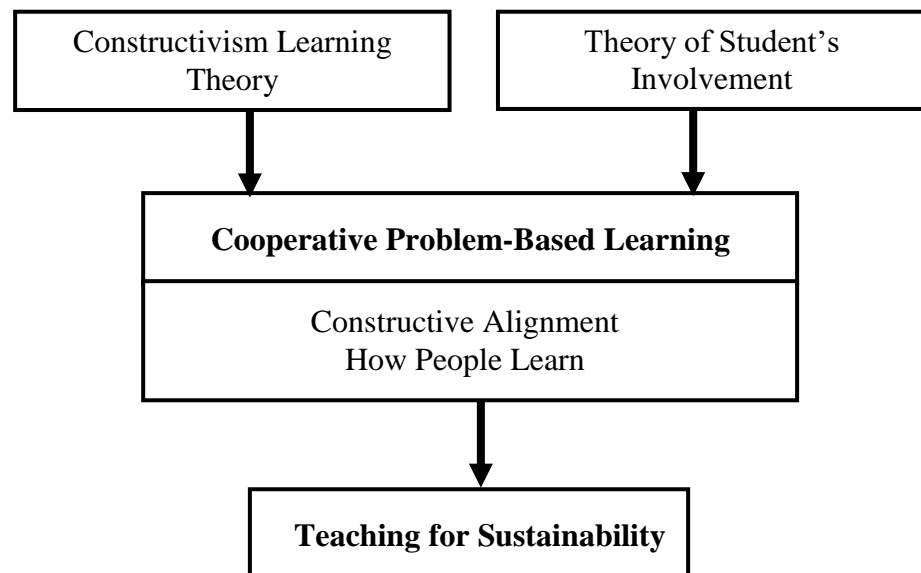 Constructivism Learning
Theory
Theory of Student’s
Involvement
Cooperative Problem-Based Learning
Constructive Alignment
How People Learn
Teaching for Sustainability